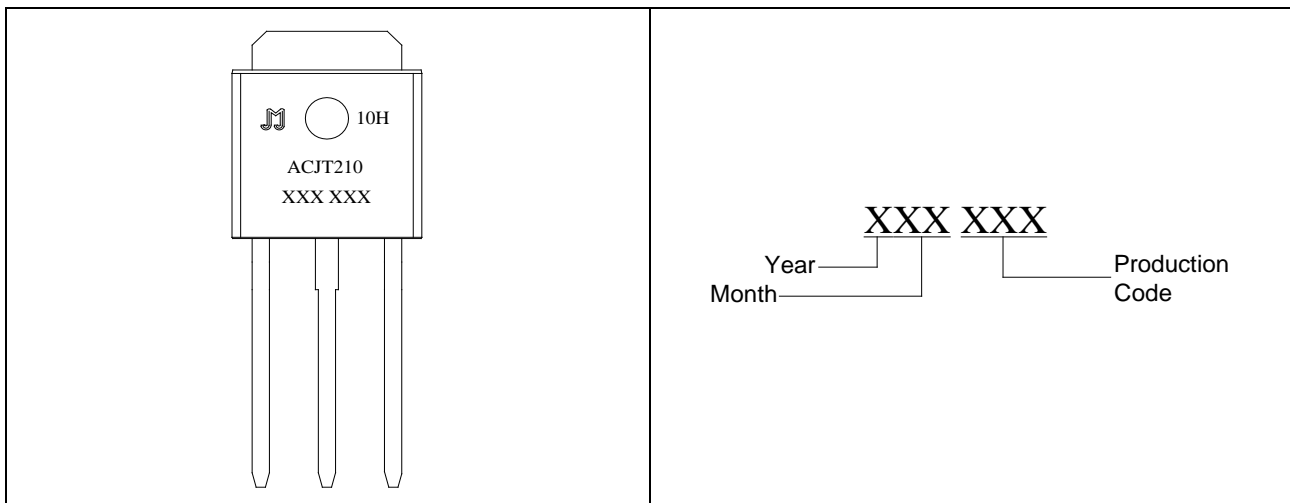 10H
ACJT210
XXX XXX
XXX XXX
Year
Month
Production
Code